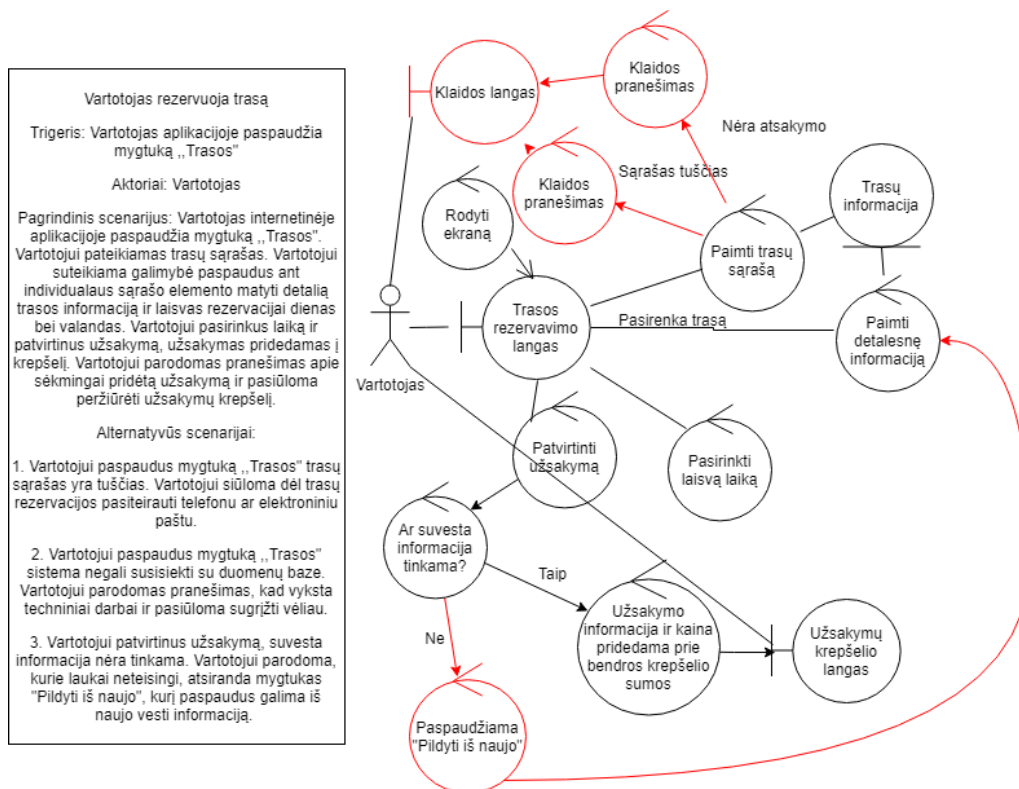 Vartotojas rezervuoja trasą
Trigeris: Vartotojas aplikacijoje paspaudžia
mygtuką ,,Trasos"
Aktoriai: Vartotojas
Pagrindinis scenarijus: Vartotojas internetinėje
aplikacijoje paspaudžia mygtuką ,,Trasos".
Vartotojui pateikiamas trasų sąrašas. Vartotojui
suteikiama galimybė paspaudus ant
individualaus sąrašo elemento matyti detalią
trasos informaciją ir laisvas rezervacijai dienas
bei valandas. Vartotojui pasirinkus laiką ir
patvirtinus užsakymą, užsakymas pridedamas į
krepšelį. Vartotojui parodomas pranešimas apie
sėkmingai pridėtą užsakymą ir pasiūloma
peržiūrėti užsakymų krepšelį.
Alternatyvūs scenarijai:
1. Vartotojui paspaudus mygtuką ,,Trasos" trasų
sąrašas yra tuščias. Vartotojui siūloma dėl trasų
rezervacijos pasiteirauti telefonu ar elektroniniu
paštu.
2. Vartotojui paspaudus mygtuką ,,Trasos"
sistema negali susisiekti su duomenų baze.
Vartotojui parodomas pranešimas, kad vyksta
techniniai darbai ir pasiūloma sugrįžti vėliau.
3. Vartotojui patvirtinus užsakymą, suvesta
informacija nėra tinkama. Vartotojui parodoma,
kurie laukai neteisingi, atsiranda mygtukas
"Pildyti iš naujo", kurį paspaudus galima iš
naujo vesti informaciją.
Klaidos langas
Klaidos
pranešimas
Nėra atsakymo
Sąrašas tuščias
Klaidos
pranešimas
Trasų
informacija
Rodyti
ekraną
Paimti trasų
sąrašą
Vartotojas
Trasos
rezervavimo
langas
Pasirenka trasą
Paimti
detalesnę
informaciją
Patvirtinti
užsakymą
Pasirinkti
laisvą laiką
Ar suvesta
informacija
tinkama?
Taip
Ne
Užsakymo
informacija ir kaina
pridedama prie
bendros krepšelio
sumos
Užsakymų
krepšelio
langas
Paspaudžiama
"Pildyti iš naujo"